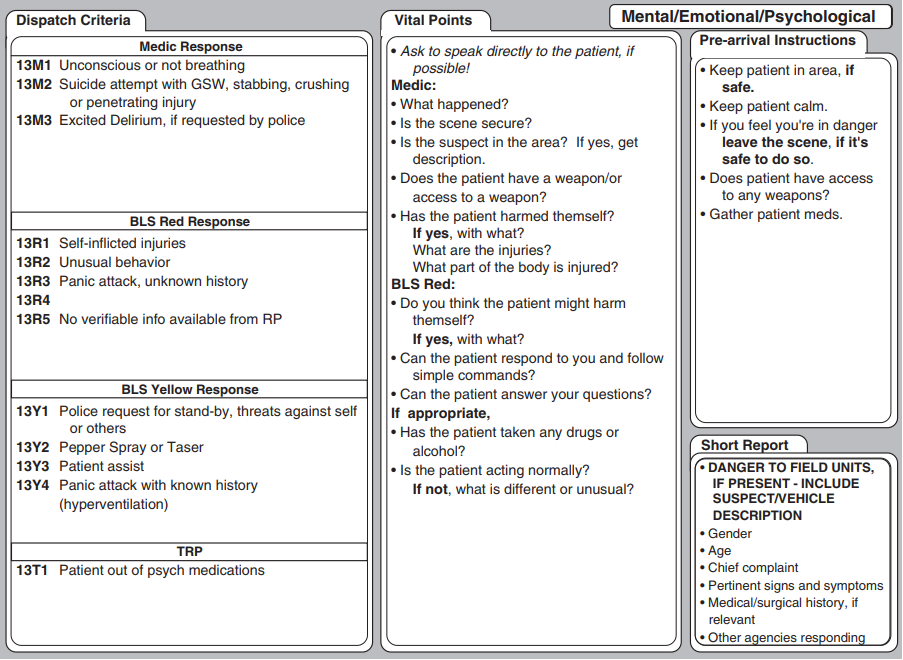 Mental/Emotional/Psychological
Dispatch Criteria
Medic Response
13M1 Unconscious or not breathing
13M2 Suicide attempt with GSW, stabbing, crushing
or penetrating injury
13M3 Excited Delirium, if requested by police
BLS Red Response
13R1 Self-inflicted injuries
13R2 Unusual behavior
13R3 Panic attack, unknown history
13R4
13R5 No verifiable info available from RP
BLS Yellow Response
13Y1 Police request for stand-by, threats against self
or others
13Y2 Pepper Spray or Taser
13Y3 Patient assist
13Y4 Panic attack with known history
(hyperventilation)
TRP
13T1 Patient out of psych medications
Vital Points
• Ask to speak directly to the patient, if
possible!
Medic:
• What happened?
• Is the scene secure?
• Is the suspect in the area? If yes, get
description.
• Does the patient have a weapon/or
access to a weapon?
• Has the patient harmed themself?
If yes, with what?
What are the injuries?
What part of the body is injured?
BLS Red:
• Do you think the patient might harm
themself?
If yes, with what?
• Can the patient respond to you and follow
simple commands?
• Can the patient answer your questions?
If appropriate,
• Has the patient taken any drugs or
alcohol?
• Is the patient acting normally?
If not, what is different or unusual?
Pre-arrival Instructions
• Keep patient in area, if
safe.
• Keep patient calm.
• If you feel you're in danger
leave the scene, if it's
safe to do so.
• Does patient have access
to any weapons?
• Gather patient meds.
Short Report
• DANGER TO FIELD UNITS,
IF PRESENT - INCLUDE
SUSPECT/VEHICLE
DESCRIPTION
• Gender
• Age
• Chief complaint
• Pertinent signs and symptoms
• Medical/surgical history, if
relevant
• Other agencies responding